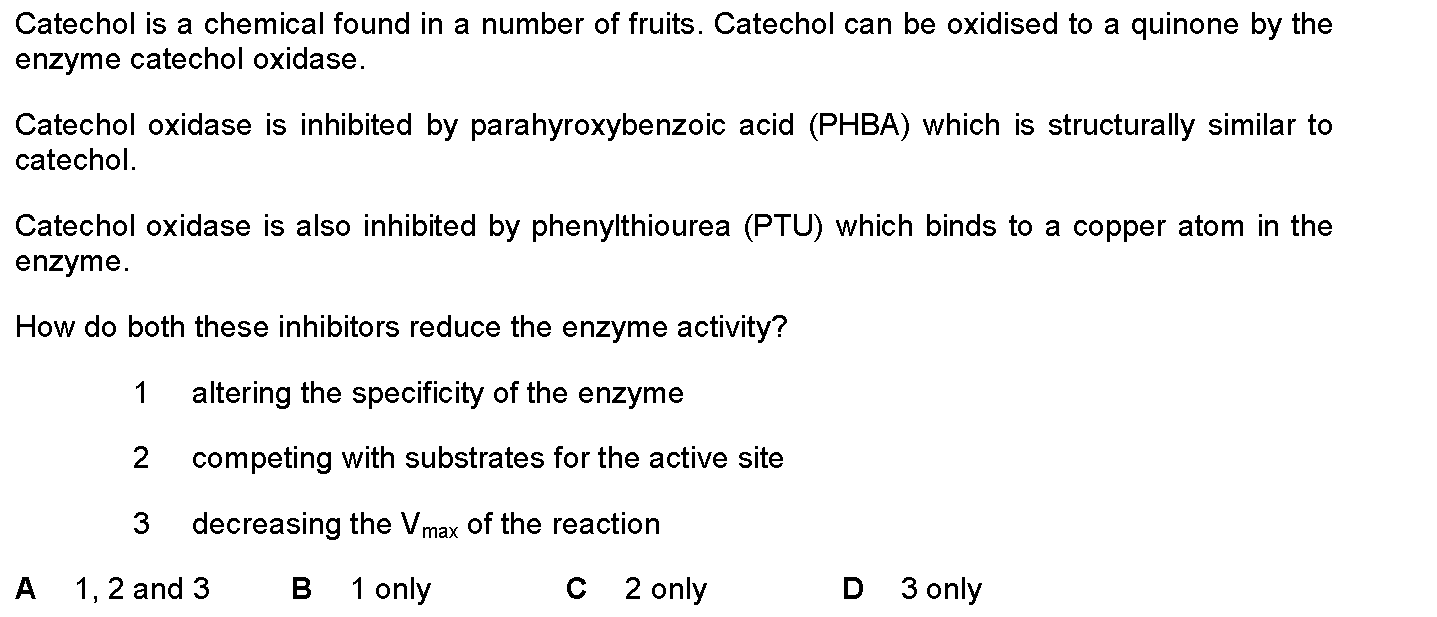 Catechol is a chemical found in a number of fruits. Catechol can be oxidised to a quinone by the
enzyme catechol oxidase.
Catechol oxidase is inhibited by parahyroxybenzoic acid (PHBA) which is structurally similar to
catechol.
Catechol oxidase is also inhibited by phenylthiourea (PTU) which binds to a copper atom in the
enzyme.
How do both these inhibitors reduce the enzyme activity?
1 altering the specificity of the enzyme
2 competing with substrates for the active site
3 decreasing the Vmax of the reaction
A 1, 2 and 3 B 1 only C 2 only D 3 only